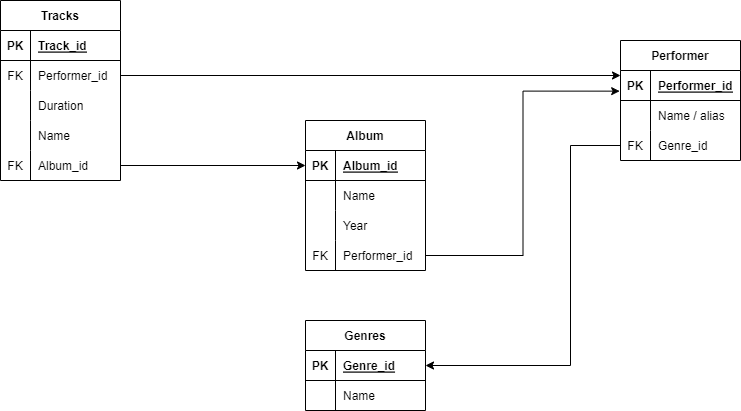 Tracks
PK Track_id
FK Performer_id
Duration
Name
FK Album_id
Album
PK Album_id
Name
Year
FK Performer_id
Genres
PK Genre_id
Name
Performer
PK Performer_id
Name / alias
FK Genre_id